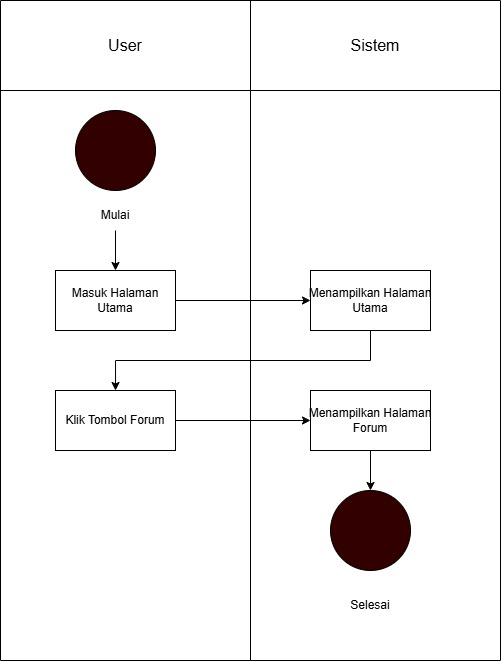 User
Sistem
Mulai
Masuk Halaman
Utama
Menampilkan Halaman
Utama
Klik Tombol Forum
Menampilkan Halaman
Forum
Selesai